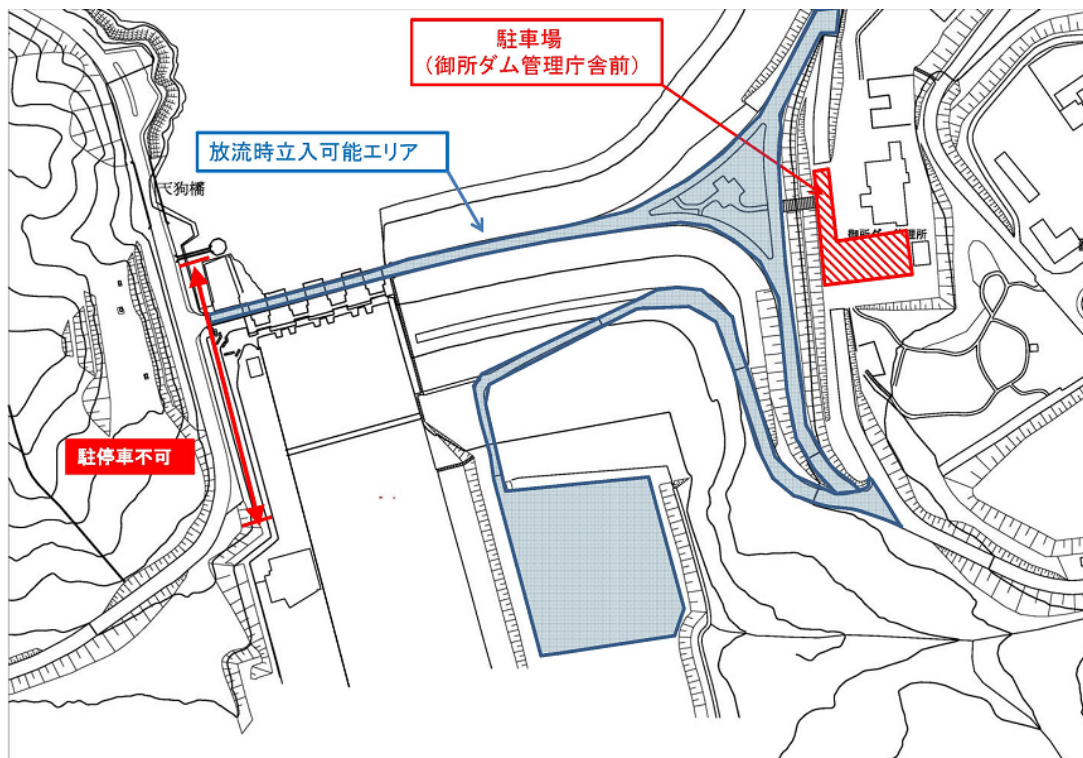 駐車場
（御所ダム管理庁舎前）
放流時立入可能エリア
天狗橋
駐停車不可